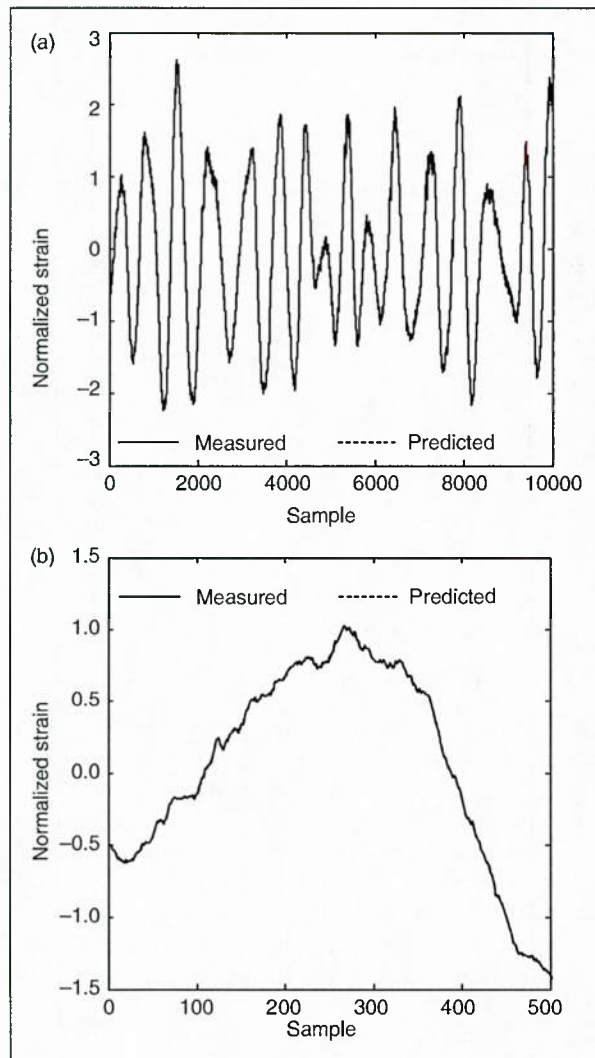 (a)
3
2
1
0
−1
−2
−3
Normalized strain
Measured
Predicted
0 2000 4000 6000 8000 10000
Sample
(b)
1.5
1.0
0.5
0.0
−0.5
−1.0
−1.5
Normalized strain
Measured
Predicted
0 100 200 300 400 500
Sample